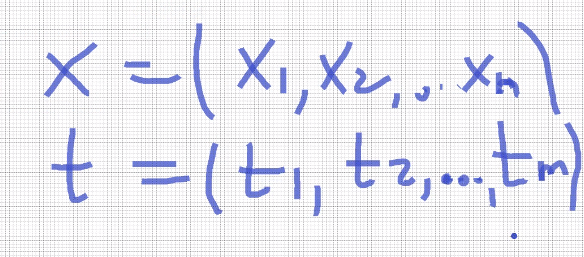 x = (x₁, x₂, ... xₙ)
t = (t₁, t₂, ..., tₘ)